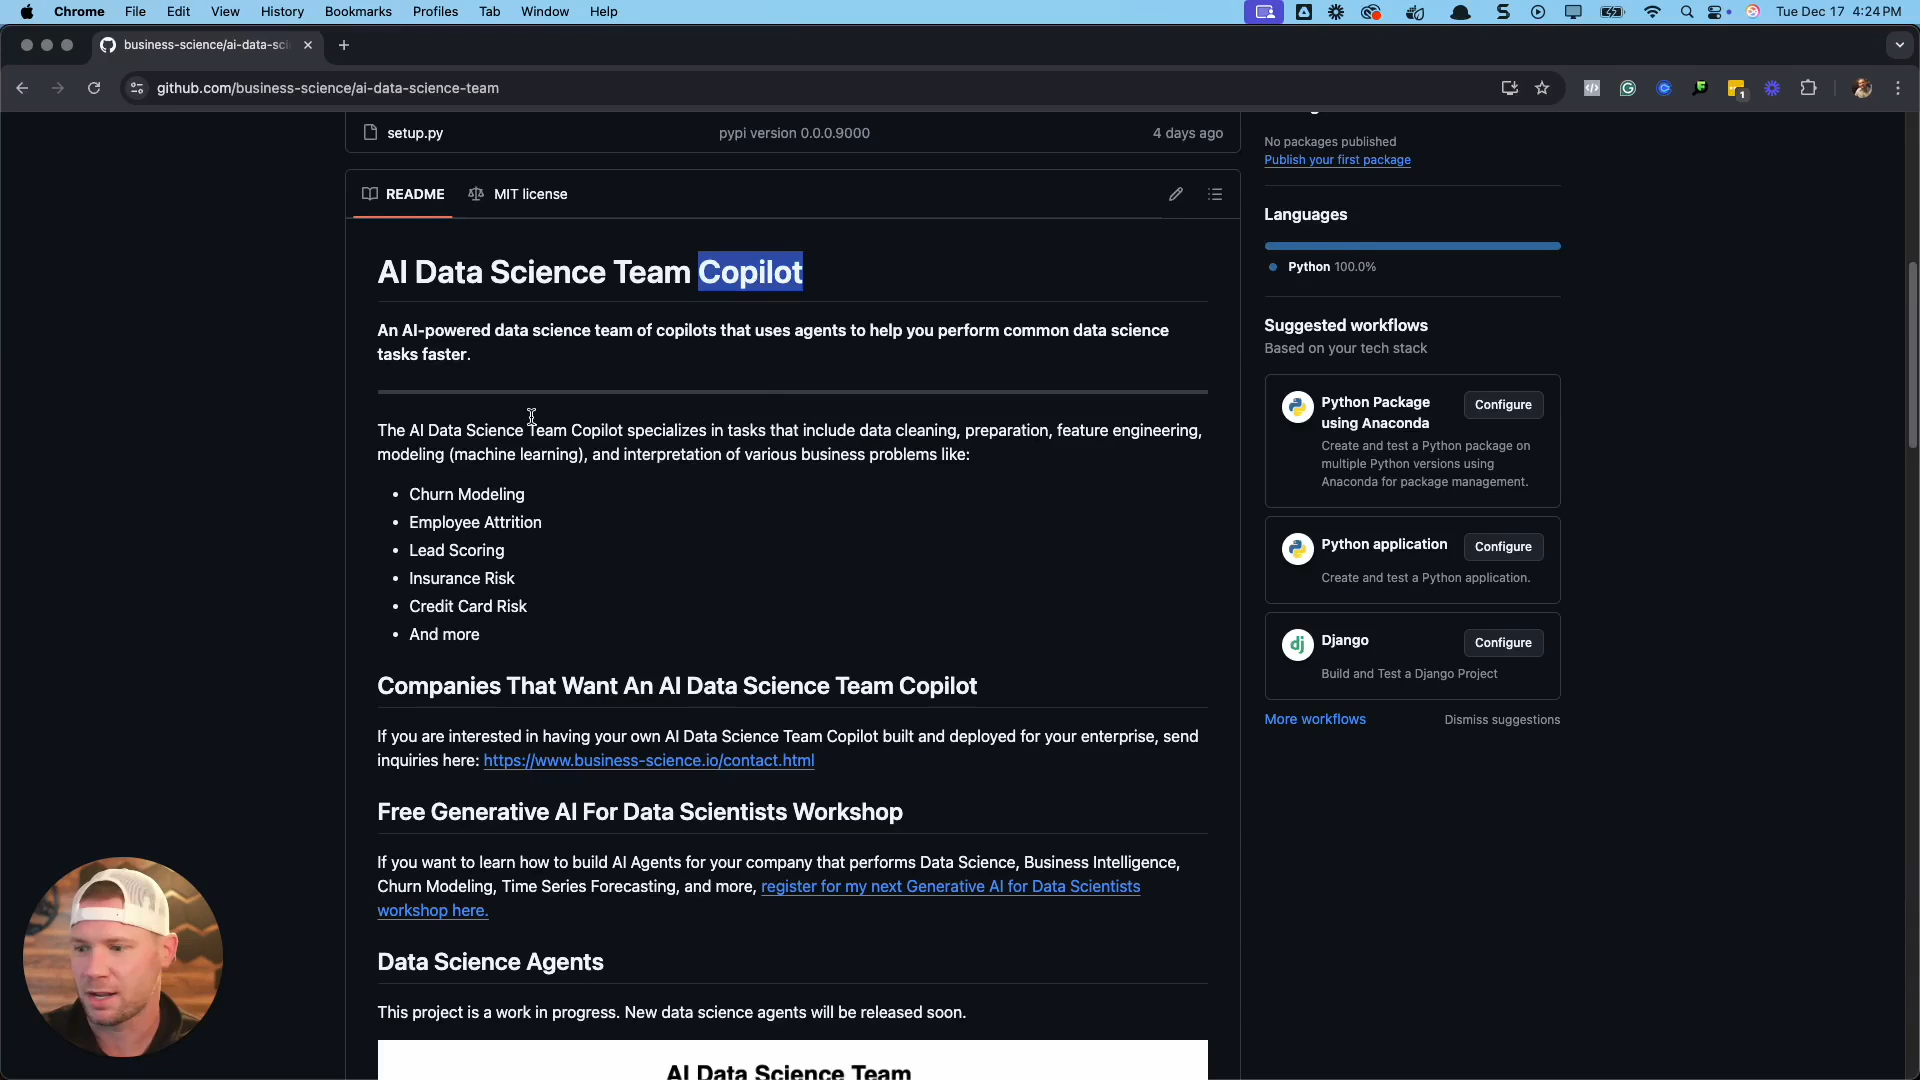 Chrome File Edit View History Bookmarks Profiles Tab Window Help Tue Dec 17 4:24 PM
business-science/ai-data-sci
github.com/business-science/ai-data-science-team
1
setup.py pypi version 0.0.0.9000 4 days ago
README MIT license
AI Data Science Team Copilot
An AI-powered data science team of copilots that uses agents to help you perform common data science
tasks faster.
The AI Data Science Team Copilot specializes in tasks that include data cleaning, preparation, feature engineering,
modeling (machine learning), and interpretation of various business problems like:
• Churn Modeling
• Employee Attrition
• Lead Scoring
• Insurance Risk
• Credit Card Risk
• And more
Companies That Want An AI Data Science Team Copilot
If you are interested in having your own AI Data Science Team Copilot built and deployed for your enterprise, send
inquiries here: https://www.business-science.io/contact.html
Free Generative AI For Data Scientists Workshop
If you want to learn how to build AI Agents for your company that performs Data Science, Business Intelligence,
Churn Modeling, Time Series Forecasting, and more, register for my next Generative AI for Data Scientists
workshop here.
Data Science Agents
This project is a work in progress. New data science agents will be released soon.
AI Data Science Team
No packages published
Publish your first package
Languages
Python 100.0%
Suggested workflows
Based on your tech stack
Python Package
using Anaconda
Configure
Create and test a Python package on
multiple Python versions using
Anaconda for package management.
Python application
Configure
Create and test a Python application.
dj
Django
Configure
Build and Test a Django Project
More workflows Dismiss suggestions